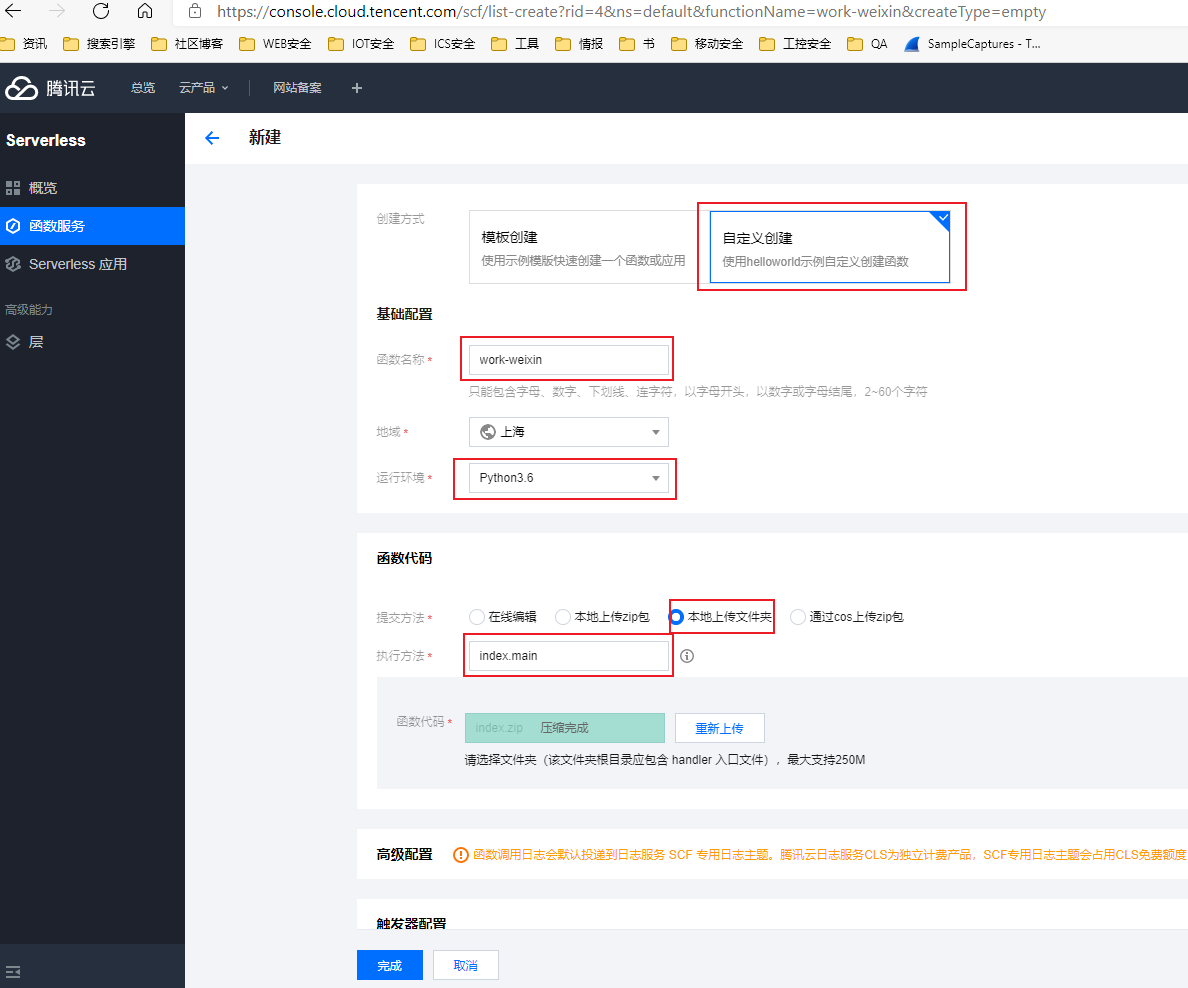 https://console.cloud.tencent.com/scf/list-create?rid=4&ns=default&functionName=work-weixin&createType=empty
资讯 搜索引擎 社区博客 WEB安全 IOT安全 ICS安全 工具 情报 书 移动安全 工控安全 QA SampleCaptures - T...
腾讯云 总览 云产品 网站备案 +
Serverless
新建
概览
函数服务
Serverless 应用
高级能力
层
创建方式
模板创建
使用示例模版快速创建一个函数或应用
自定义创建
使用helloworld示例自定义创建函数
基础配置
函数名称* work-weixin
只能包含字母、数字、下划线、连字符，以字母开头，以数字或字母结尾，2~60个字符
地域* 上海
运行环境* Python3.6
函数代码
提交方法* 在线编辑 本地上传zip包 本地上传文件夹 通过cos上传zip包
执行方法* index.main
函数代码* index.zip 压缩完成 重新上传
请选择文件夹（该文件夹根目录应包含 handler 入口文件），最大支持250M
高级配置 函数调用日志会默认投递到日志服务 SCF 专用日志主题。腾讯云日志服务CLS为独立计费产品，SCF专用日志主题会占用CLS免费额度
触发器配置
完成 取消